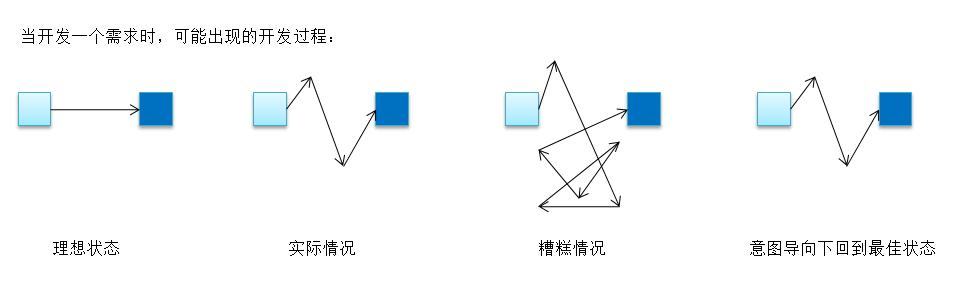 当开发一个需求时，可能出现的开发过程：
理想状态
实际情况
糟糕情况
意图导向下回到最佳状态